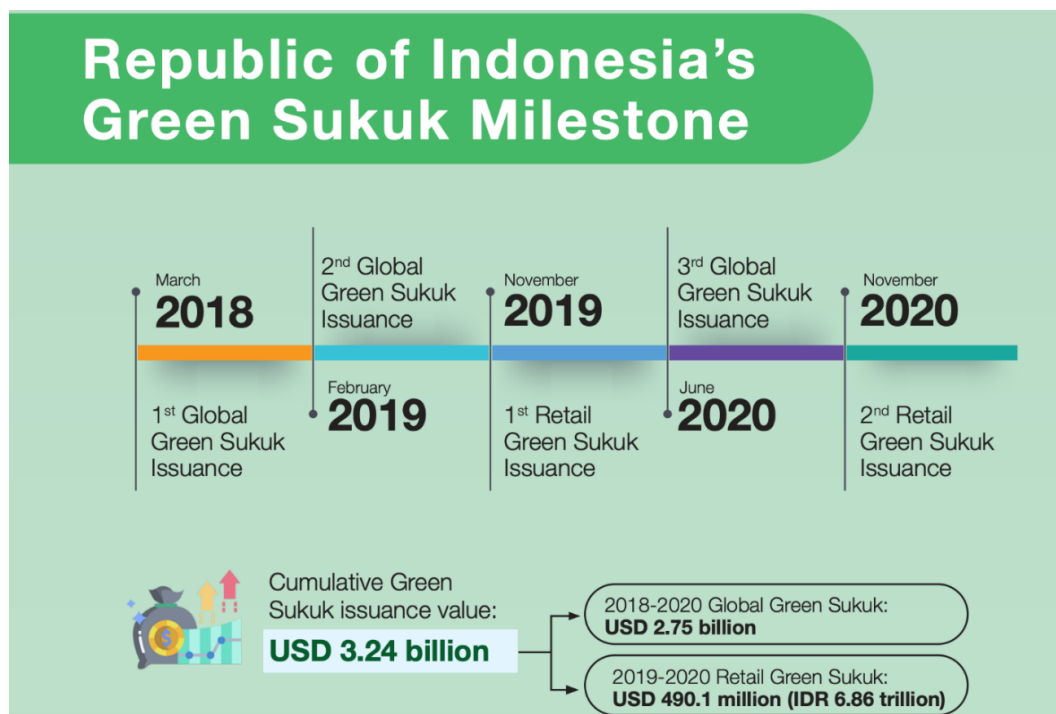 Republic of Indonesia's
Green Sukuk Milestone
March
2018
1st Global
Green Sukuk
Issuance
2nd Global
Green Sukuk
Issuance
February
2019
November
2019
1st Retail
Green Sukuk
Issuance
3rd Global
Green Sukuk
Issuance
June
2020
November
2020
2nd Retail
Green Sukuk
Issuance
$
Cumulative Green
Sukuk issuance value:
USD 3.24 billion
2018-2020 Global Green Sukuk:
USD 2.75 billion
2019-2020 Retail Green Sukuk:
USD 490.1 million (IDR 6.86 trillion)